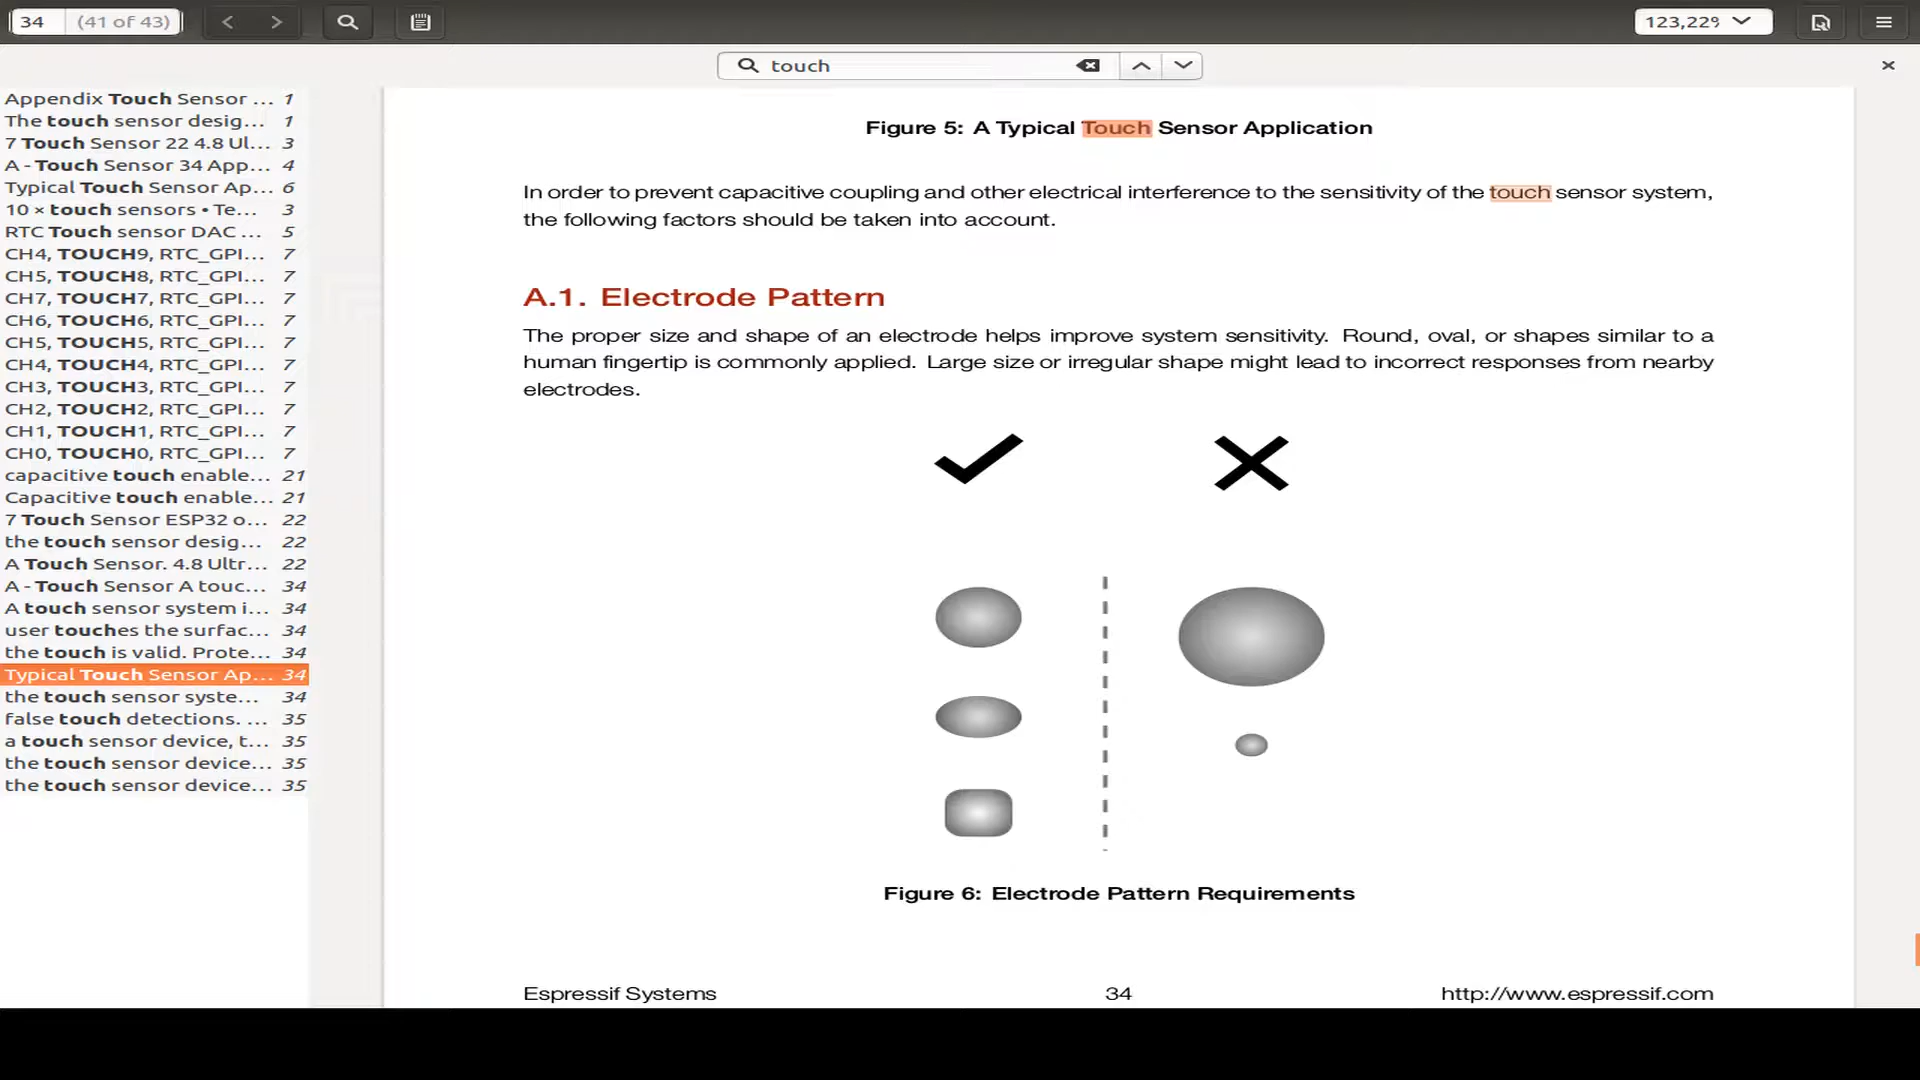 34 (41 of 43)
123,22%
touch
Appendix Touch Sensor ... 1
The touch sensor desig... 1
7 Touch Sensor 22 4.8 Ul... 3
A - Touch Sensor 34 App... 4
Typical Touch Sensor Ap... 6
10 × touch sensors • Te... 3
RTC Touch sensor DAC ... 5
CH4, TOUCH9, RTC_GPI... 7
CH5, TOUCH8, RTC_GPI... 7
CH7, TOUCH7, RTC_GPI... 7
CH6, TOUCH6, RTC_GPI... 7
CH5, TOUCH5, RTC_GPI... 7
CH4, TOUCH4, RTC_GPI... 7
CH3, TOUCH3, RTC_GPI... 7
CH2, TOUCH2, RTC_GPI... 7
CH1, TOUCH1, RTC_GPI... 7
CH0, TOUCH0, RTC_GPI... 7
capacitive touch enable... 21
Capacitive touch enable... 21
7 Touch Sensor ESP32 o... 22
the touch sensor desig... 22
A Touch Sensor. 4.8 Ultr... 22
A - Touch Sensor A touc... 34
A touch sensor system i... 34
user touches the surfac... 34
the touch is valid. Prote... 34
Typical Touch Sensor Ap... 34
the touch sensor syste... 34
false touch detections. ... 35
a touch sensor device, t... 35
the touch sensor device... 35
the touch sensor device... 35
Figure 5: A Typical Touch Sensor Application
In order to prevent capacitive coupling and other electrical interference to the sensitivity of the touch sensor system,
the following factors should be taken into account.
A.1. Electrode Pattern
The proper size and shape of an electrode helps improve system sensitivity. Round, oval, or shapes similar to a
human fingertip is commonly applied. Large size or irregular shape might lead to incorrect responses from nearby
electrodes.
Figure 6: Electrode Pattern Requirements
Espressif Systems 34 http://www.espressif.com